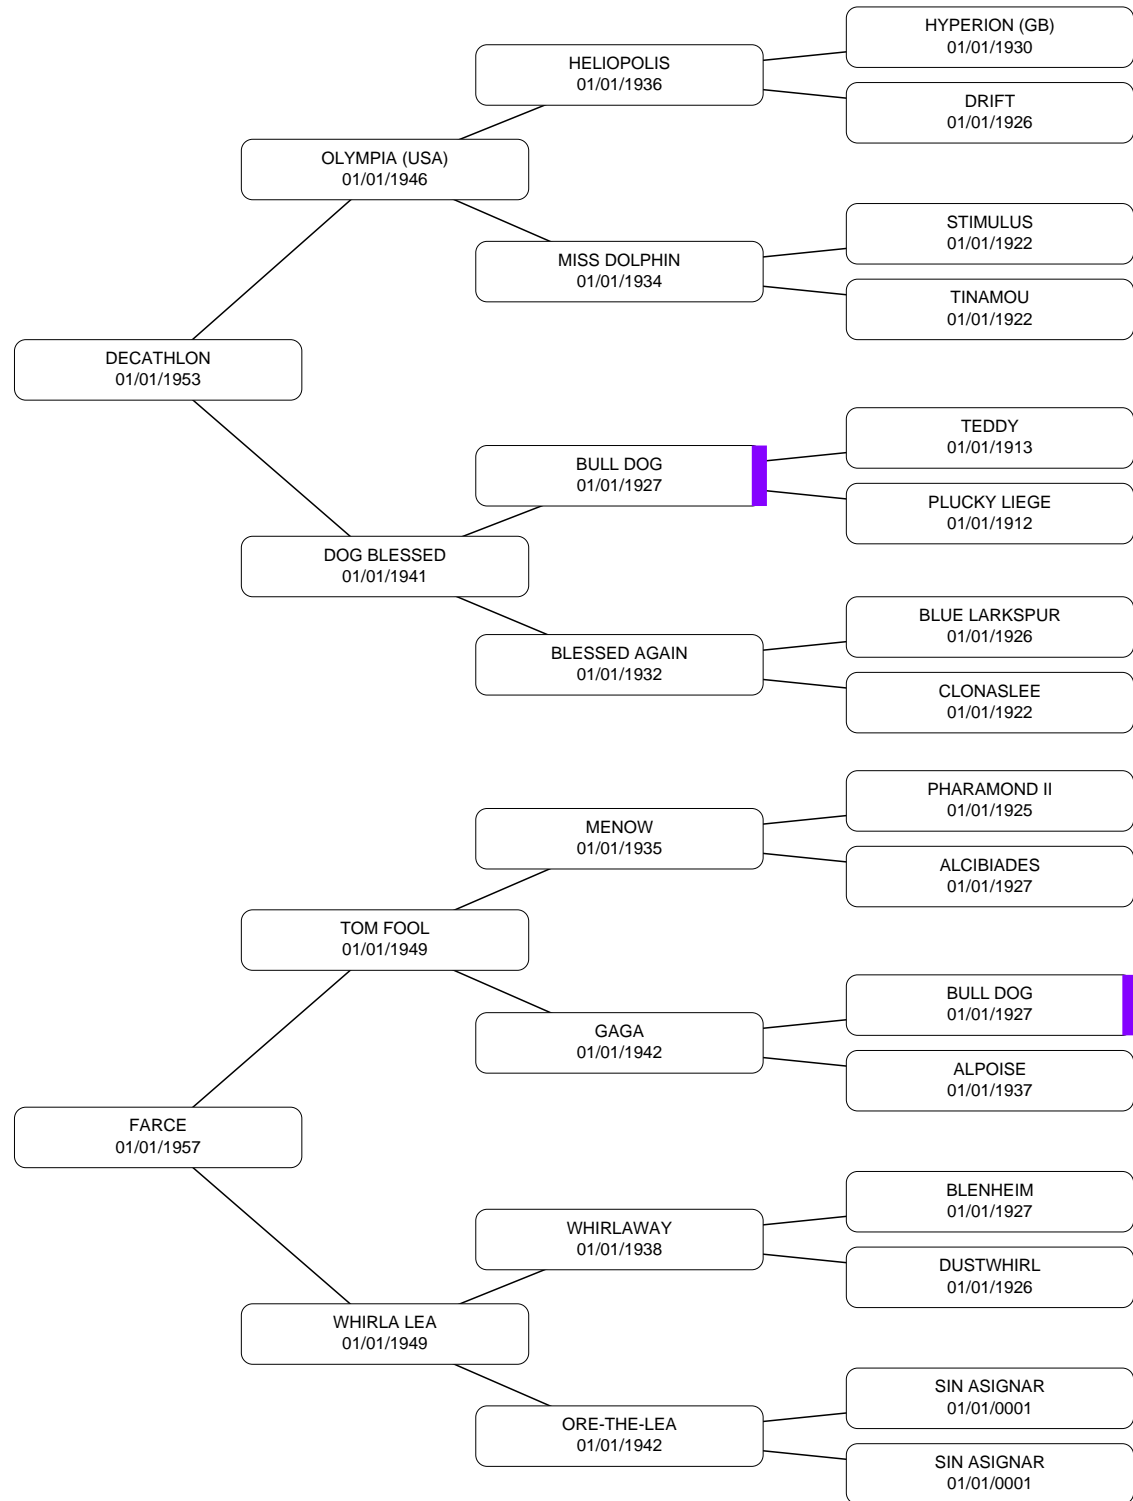 HYPERION (GB)
01/01/1930
HELIOPOLIS
01/01/1936
DRIFT
01/01/1926
OLYMPIA (USA)
01/01/1946
STIMULUS
01/01/1922
MISS DOLPHIN
01/01/1934
TINAMOU
01/01/1922
DECATHLON
01/01/1953
TEDDY
01/01/1913
BULL DOG
01/01/1927
PLUCKY LIEGE
01/01/1912
DOG BLESSED
01/01/1941
BLUE LARKSPUR
01/01/1926
BLESSED AGAIN
01/01/1932
CLONASLEE
01/01/1922
PHARAMOND II
01/01/1925
MENOW
01/01/1935
ALCIBIADES
01/01/1927
TOM FOOL
01/01/1949
BULL DOG
01/01/1927
GAGA
01/01/1942
ALPOISE
01/01/1937
FARCE
01/01/1957
BLENHEIM
01/01/1927
WHIRLAWAY
01/01/1938
DUSTWHIRL
01/01/1926
WHIRLA LEA
01/01/1949
SIN ASIGNAR
01/01/0001
ORE-THE-LEA
01/01/1942
SIN ASIGNAR
01/01/0001